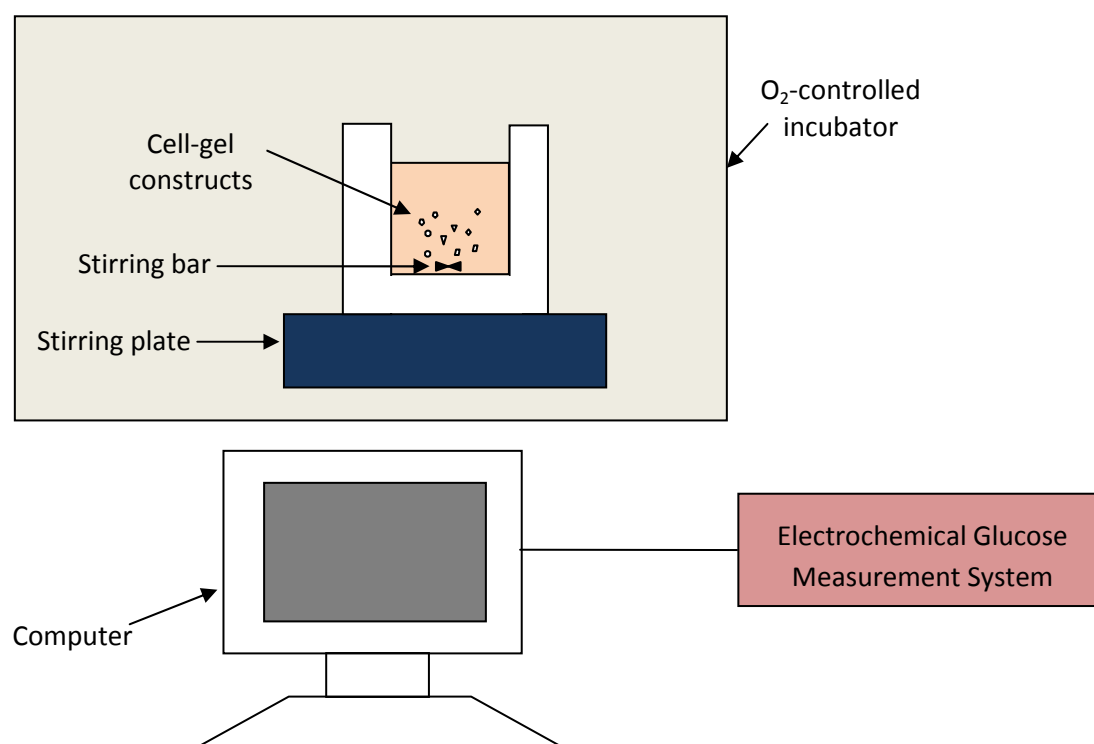 O₂-controlled
incubator
Cell-gel
constructs
Stirring bar
Stirring plate
Electrochemical Glucose
Measurement System
Computer